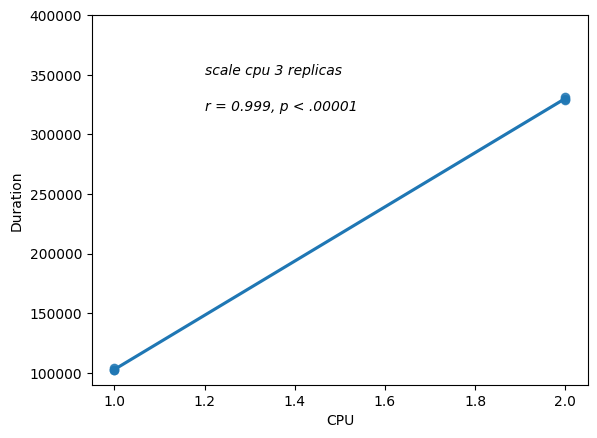 400000
350000
300000
250000
200000
150000
100000
Duration
scale cpu 3 replicas
r = 0.999, p < .00001
1.0 1.2 1.4 1.6 1.8 2.0
CPU